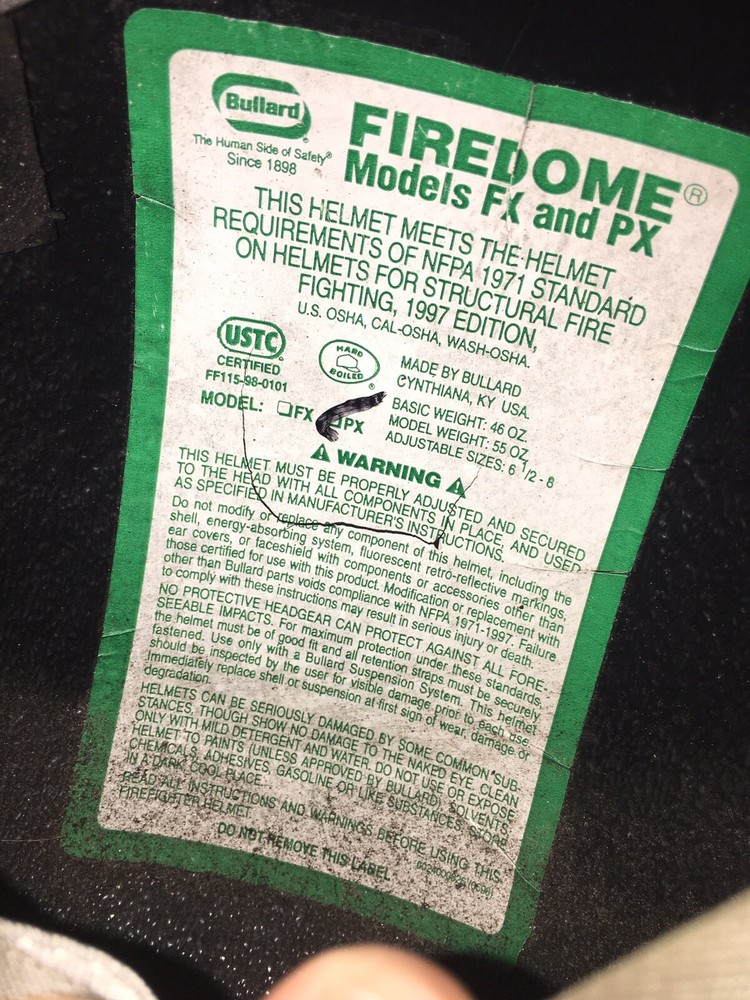 Bullard
The Human Side of Safety®
Since 1898
FIREDOME®
Models FX and PX
THIS HELMET MEETS THE HELMET
REQUIREMENTS OF NFPA 1971 STANDARD
ON HELMETS FOR STRUCTURAL FIRE
FIGHTING, 1997 EDITION,
U.S. OSHA, CAL-OSHA, WASH-OSHA.
USTC
CERTIFIED
FF115-98-0101
HARD
BOILED®
MADE BY BULLARD
CYNTHIANA, KY USA
BASIC WEIGHT: 46 OZ.
MODEL WEIGHT: 55 OZ.
ADJUSTABLE SIZES: 6 1/2 - 8
MODEL: FX PX
WARNING
THIS HELMET MUST BE PROPERLY ADJUSTED AND SECURED
TO THE HEAD WITH ALL COMPONENTS IN PLACE, AND USED
AS SPECIFIED IN MANUFACTURER'S INSTRUCTIONS.
Do not modify or replace any component of this helmet, including the
shell, energy-absorbing system, fluorescent retro-reflective markings,
ear covers, or faceshield with components or accessories other than
those certified for use with this product. Modification or replacement with
other than Bullard parts voids compliance with NFPA 1971-1997. Failure
to comply with these instructions may result in serious injury or death.
NO PROTECTIVE HEADGEAR CAN PROTECT AGAINST ALL FORE-
SEEABLE IMPACTS. For maximum protection under these standards,
the helmet must be of good fit and all retention straps must be securely
fastened. Use only with a Bullard Suspension System. This helmet
should be inspected by the user for visible damage prior to each use.
Immediately replace shell or suspension at first sign of wear, damage or
degradation.
HELMETS CAN BE SERIOUSLY DAMAGED BY SOME COMMON SUB-
STANCES, THOUGH SHOW NO DAMAGE TO THE NAKED EYE. CLEAN
ONLY WITH MILD DETERGENT AND WATER. DO NOT USE OR EXPOSE
HELMET TO PAINTS (UNLESS APPROVED BY BULLARD), SOLVENTS,
CHEMICALS, ADHESIVES, GASOLINE OR LIKE SUBSTANCES. STORE
IN A DARK, COOL PLACE.
READ ALL INSTRUCTIONS AND WARNINGS BEFORE USING THIS
FIREFIGHTER HELMET.
DO NOT REMOVE THIS LABEL